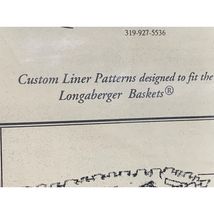 319-927-5536
Custom Liner Patterns designed to fit the
Longaberger Baskets®